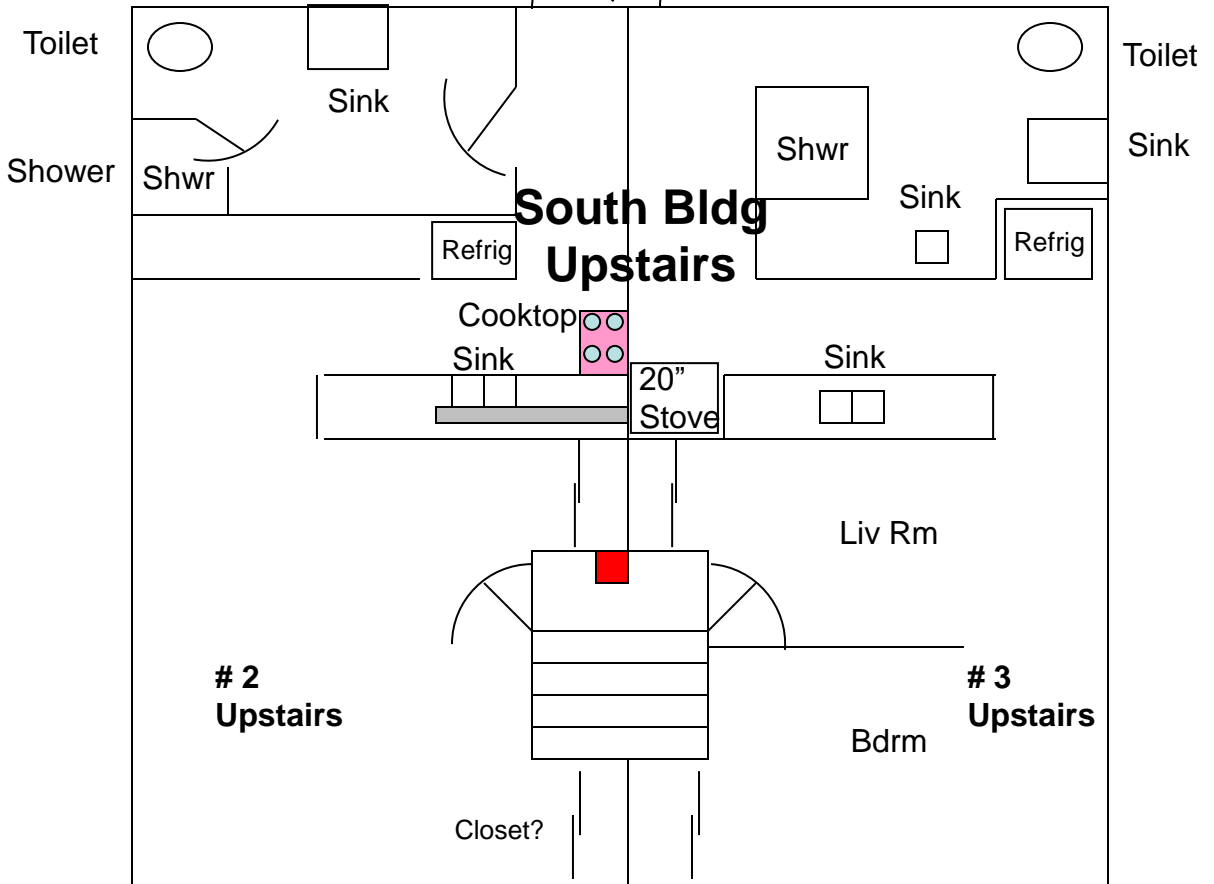 Toilet
Toilet
Sink
Sink
Shwr
Shower
Shwr
Sink
South Bldg
Upstairs
Refrig
Refrig
Cooktop
Sink
Sink
20”
Stove
Liv Rm
# 2
Upstairs
# 3
Upstairs
Bdrm
Closet?